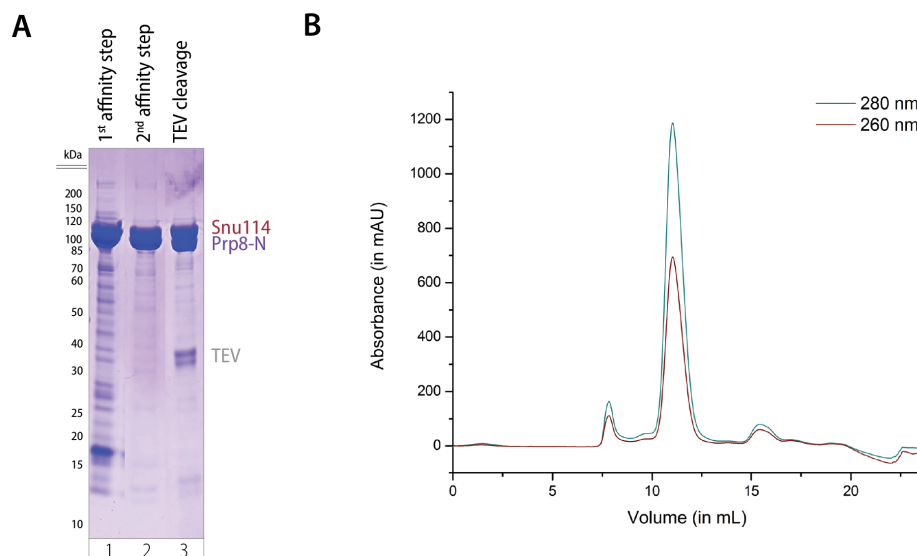 A
1st affinity step
2nd affinity step
TEV cleavage
kDa
200
150
120
100
85
70
60
50
40
30
25
20
15
10
Snu114
Prp8-N
TEV
1 2 3
B
280 nm
260 nm
Absorbance (in mAU)
1200
1000
800
600
400
200
0
0 5 10 15 20
Volume (in mL)